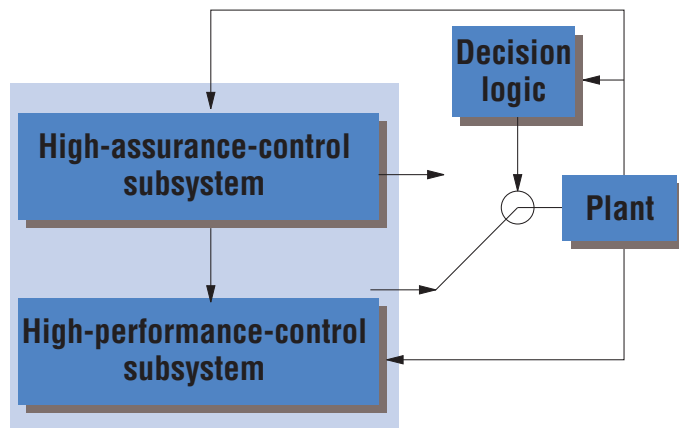 Decision
logic
High-assurance-control
subsystem
Plant
High-performance-control
subsystem